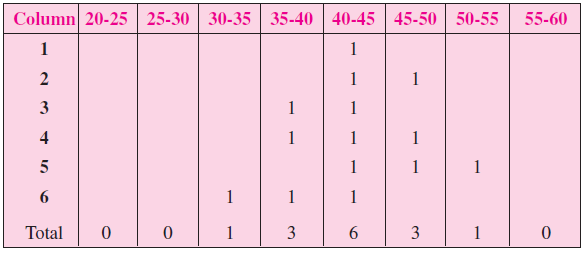 Column 20-25 25-30 30-35 35-40 40-45 45-50 50-55 55-60
1 1
2 1 1
3 1 1
4 1 1 1
5 1 1 1
6 1 1 1
Total 0 0 1 3 6 3 1 0